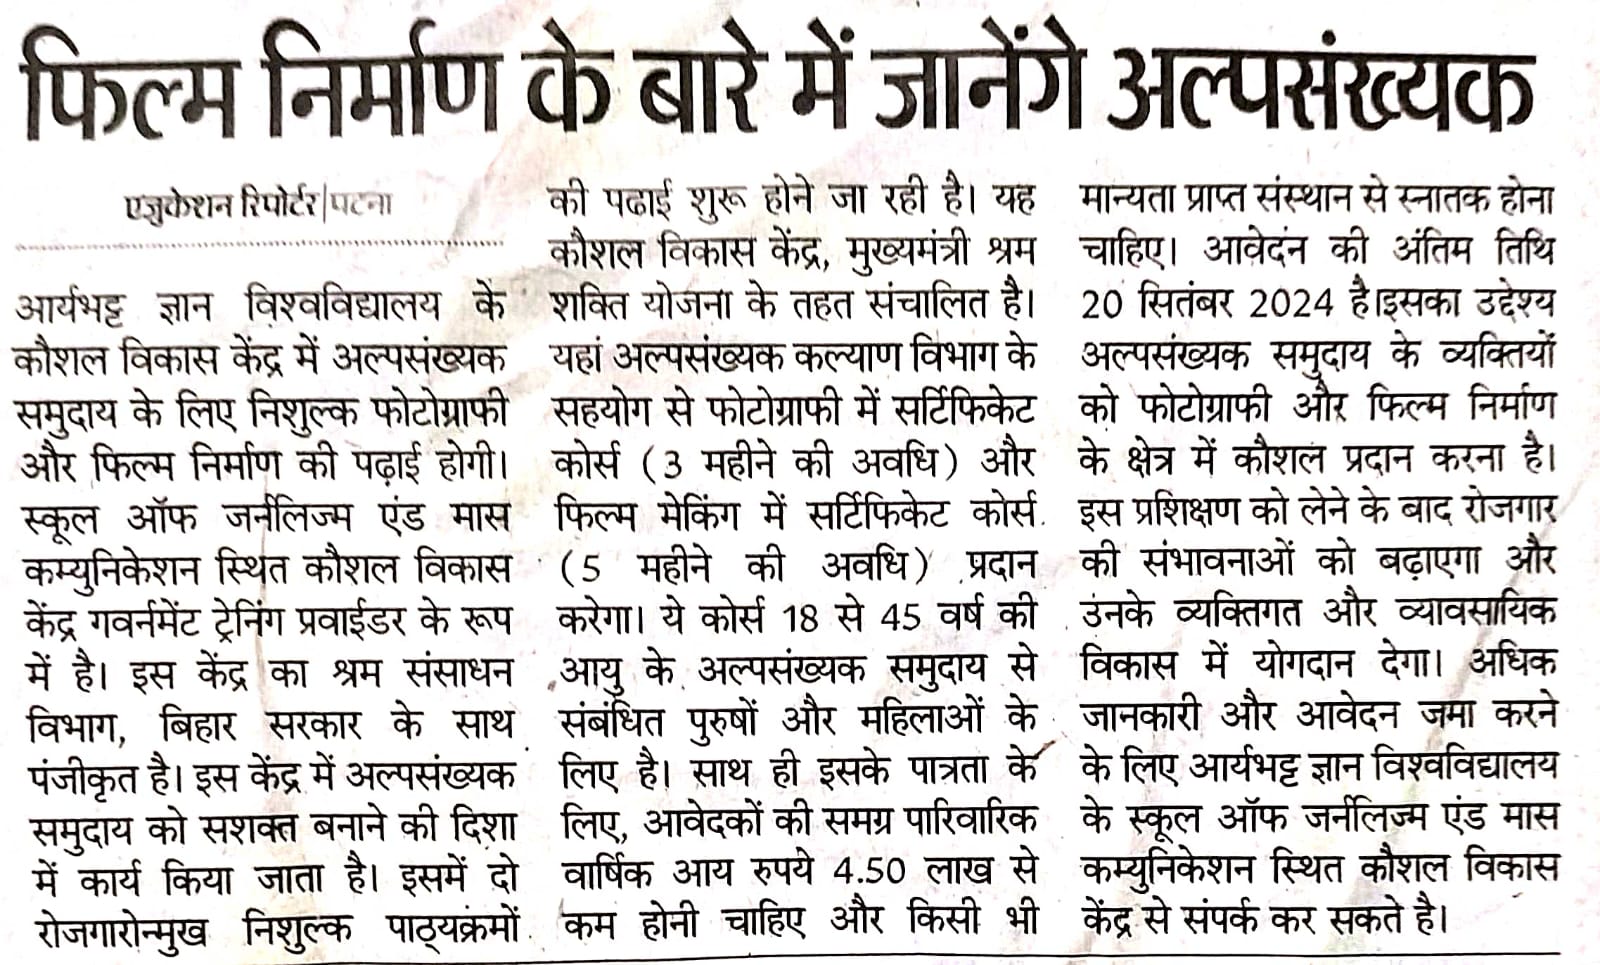 फिल्म निर्माण के बारे में जानेंगे अल्पसंख्यक
एजुकेशन रिपोर्टर|पटना
आर्यभट्ट ज्ञान विश्वविद्यालय के
कौशल विकास केंद्र में अल्पसंख्यक
समुदाय के लिए निशुल्क फोटोग्राफी
और फिल्म निर्माण की पढ़ाई होगी।
स्कूल ऑफ जर्नलिज्म एंड मास
कम्युनिकेशन स्थित कौशल विकास
केंद्र गवर्नमेंट ट्रेनिंग प्रवाईडर के रूप
में है। इस केंद्र का श्रम संसाधन
विभाग, बिहार सरकार के साथ
पंजीकृत है। इस केंद्र में अल्पसंख्यक
समुदाय को सशक्त बनाने की दिशा
में कार्य किया जाता है। इसमें दो
रोजगारोन्मुख निशुल्क पाठ्यक्रमों
की पढाई शुरू होने जा रही है। यह
कौशल विकास केंद्र, मुख्यमंत्री श्रम
शक्ति योजना के तहत संचालित है।
यहां अल्पसंख्यक कल्याण विभाग के
सहयोग से फोटोग्राफी में सर्टिफिकेट
कोर्स (3 महीने की अवधि) और
फिल्म मेकिंग में सर्टिफिकेट कोर्स
(5 महीने की अवधि) प्रदान
करेगा। ये कोर्स 18 से 45 वर्ष की
आयु के अल्पसंख्यक समुदाय से
संबंधित पुरुषों और महिलाओं के
लिए है। साथ ही इसके पात्रता के
लिए, आवेदकों की समग्र पारिवारिक
वार्षिक आय रुपये 4.50 लाख से
कम होनी चाहिए और किसी भी
मान्यता प्राप्त संस्थान से स्नातक होना
चाहिए। आवेदन की अंतिम तिथि
20 सितंबर 2024 है।इसका उद्देश्य
अल्पसंख्यक समुदाय के व्यक्तियों
को फोटोग्राफी और फिल्म निर्माण
के क्षेत्र में कौशल प्रदान करना है।
इस प्रशिक्षण को लेने के बाद रोजगार
की संभावनाओं को बढ़ाएगा और
उनके व्यक्तिगत और व्यावसायिक
विकास में योगदान देगा। अधिक
जानकारी और आवेदन जमा करने
के लिए आर्यभट्ट ज्ञान विश्वविद्यालय
के स्कूल ऑफ जर्नलिज्म एंड मास
कम्युनिकेशन स्थित कौशल विकास
केंद्र से संपर्क कर सकते है।